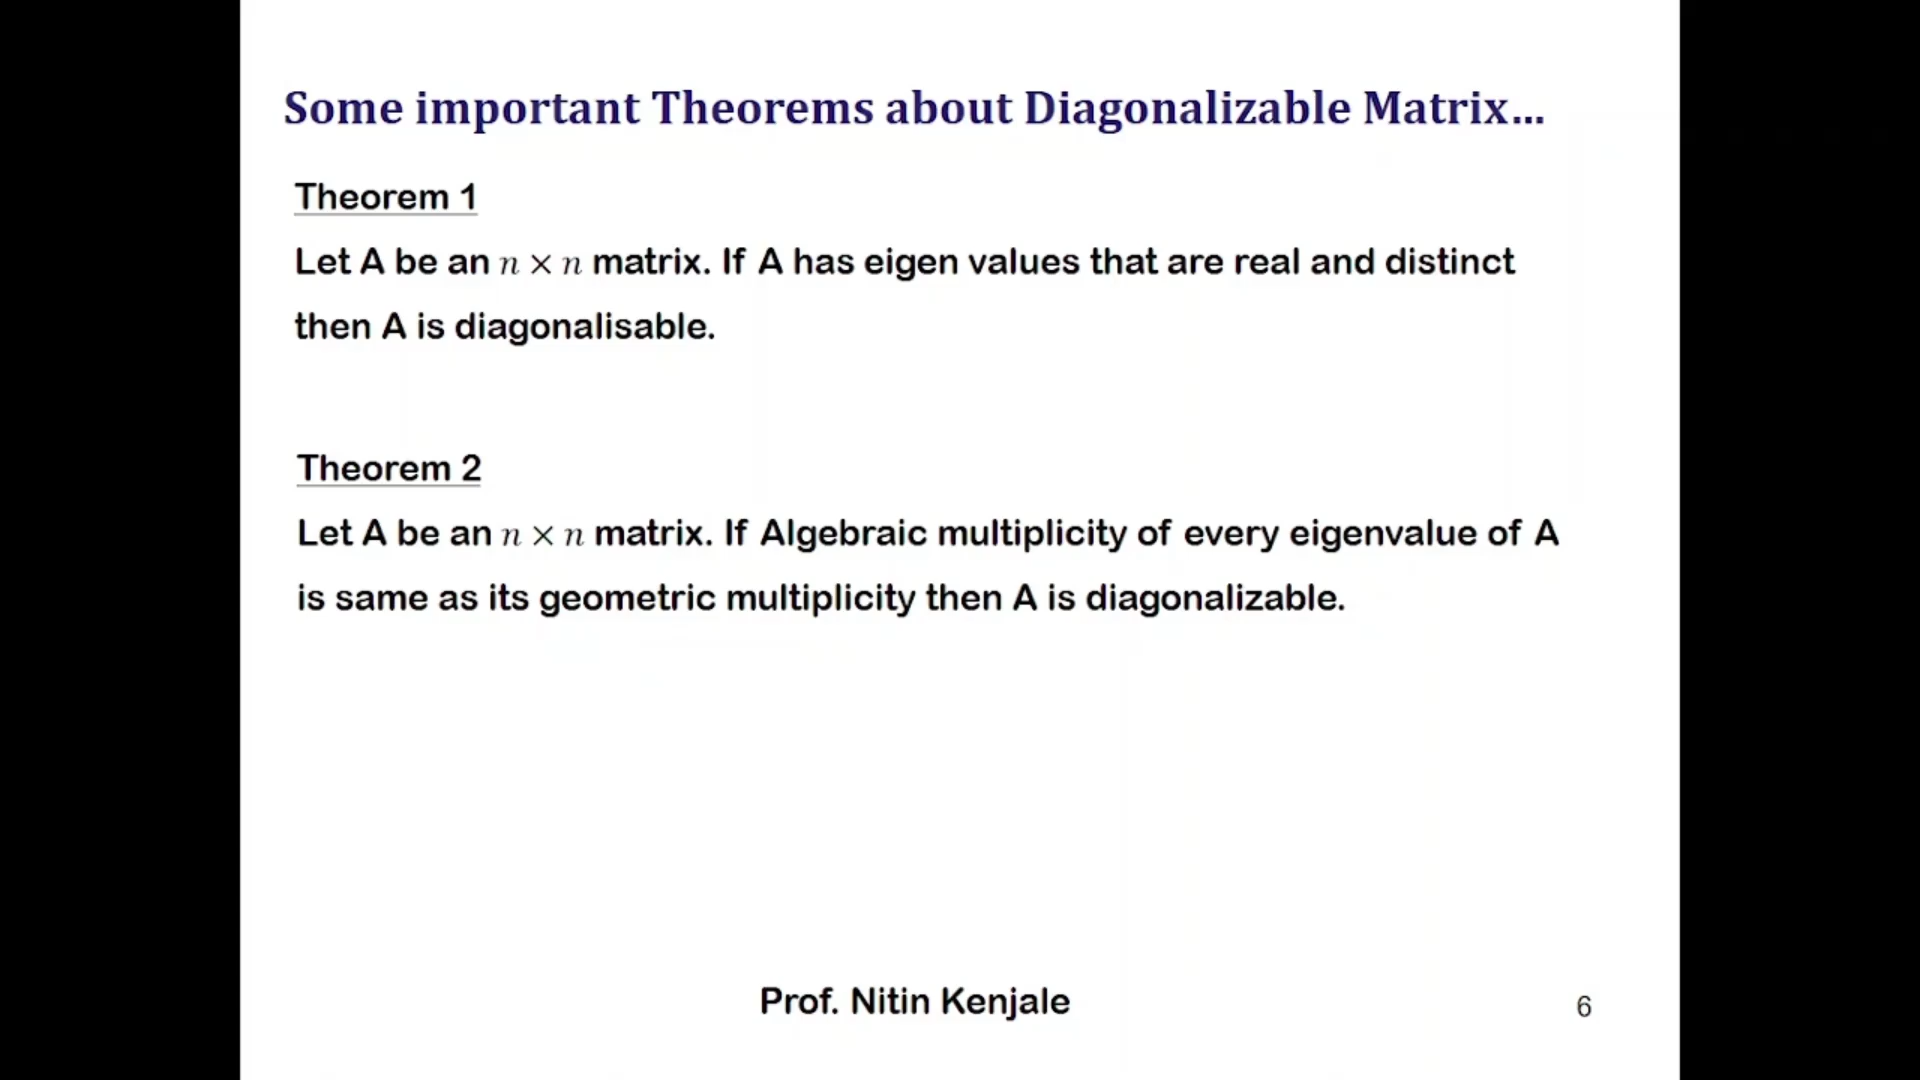 Some important Theorems about Diagonalizable Matrix...
Theorem 1
Let A be an n × n matrix. If A has eigen values that are real and distinct
then A is diagonalisable.
Theorem 2
Let A be an n × n matrix. If Algebraic multiplicity of every eigenvalue of A
is same as its geometric multiplicity then A is diagonalizable.
Prof. Nitin Kenjale
6